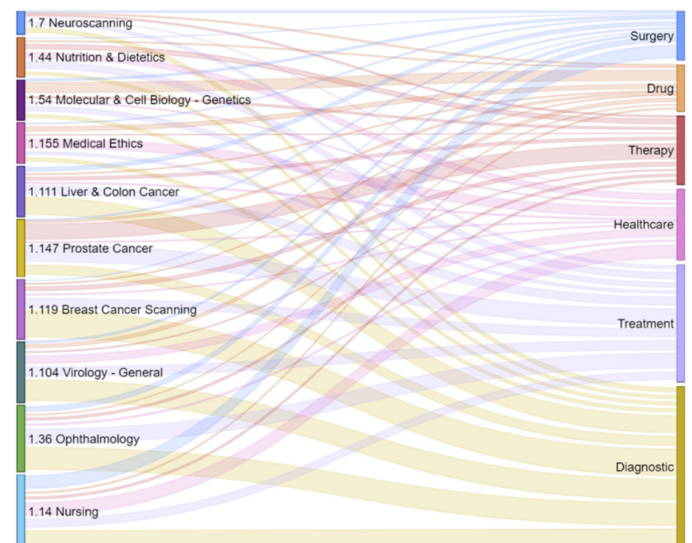 1.7 Neuroscanning
1.44 Nutrition & Dietetics
1.54 Molecular & Cell Biology - Genetics
1.155 Medical Ethics
1.111 Liver & Colon Cancer
1.147 Prostate Cancer
1.119 Breast Cancer Scanning
1.104 Virology - General
1.36 Ophthalmology
1.14 Nursing
Surgery
Drug
Therapy
Healthcare
Treatment
Diagnostic